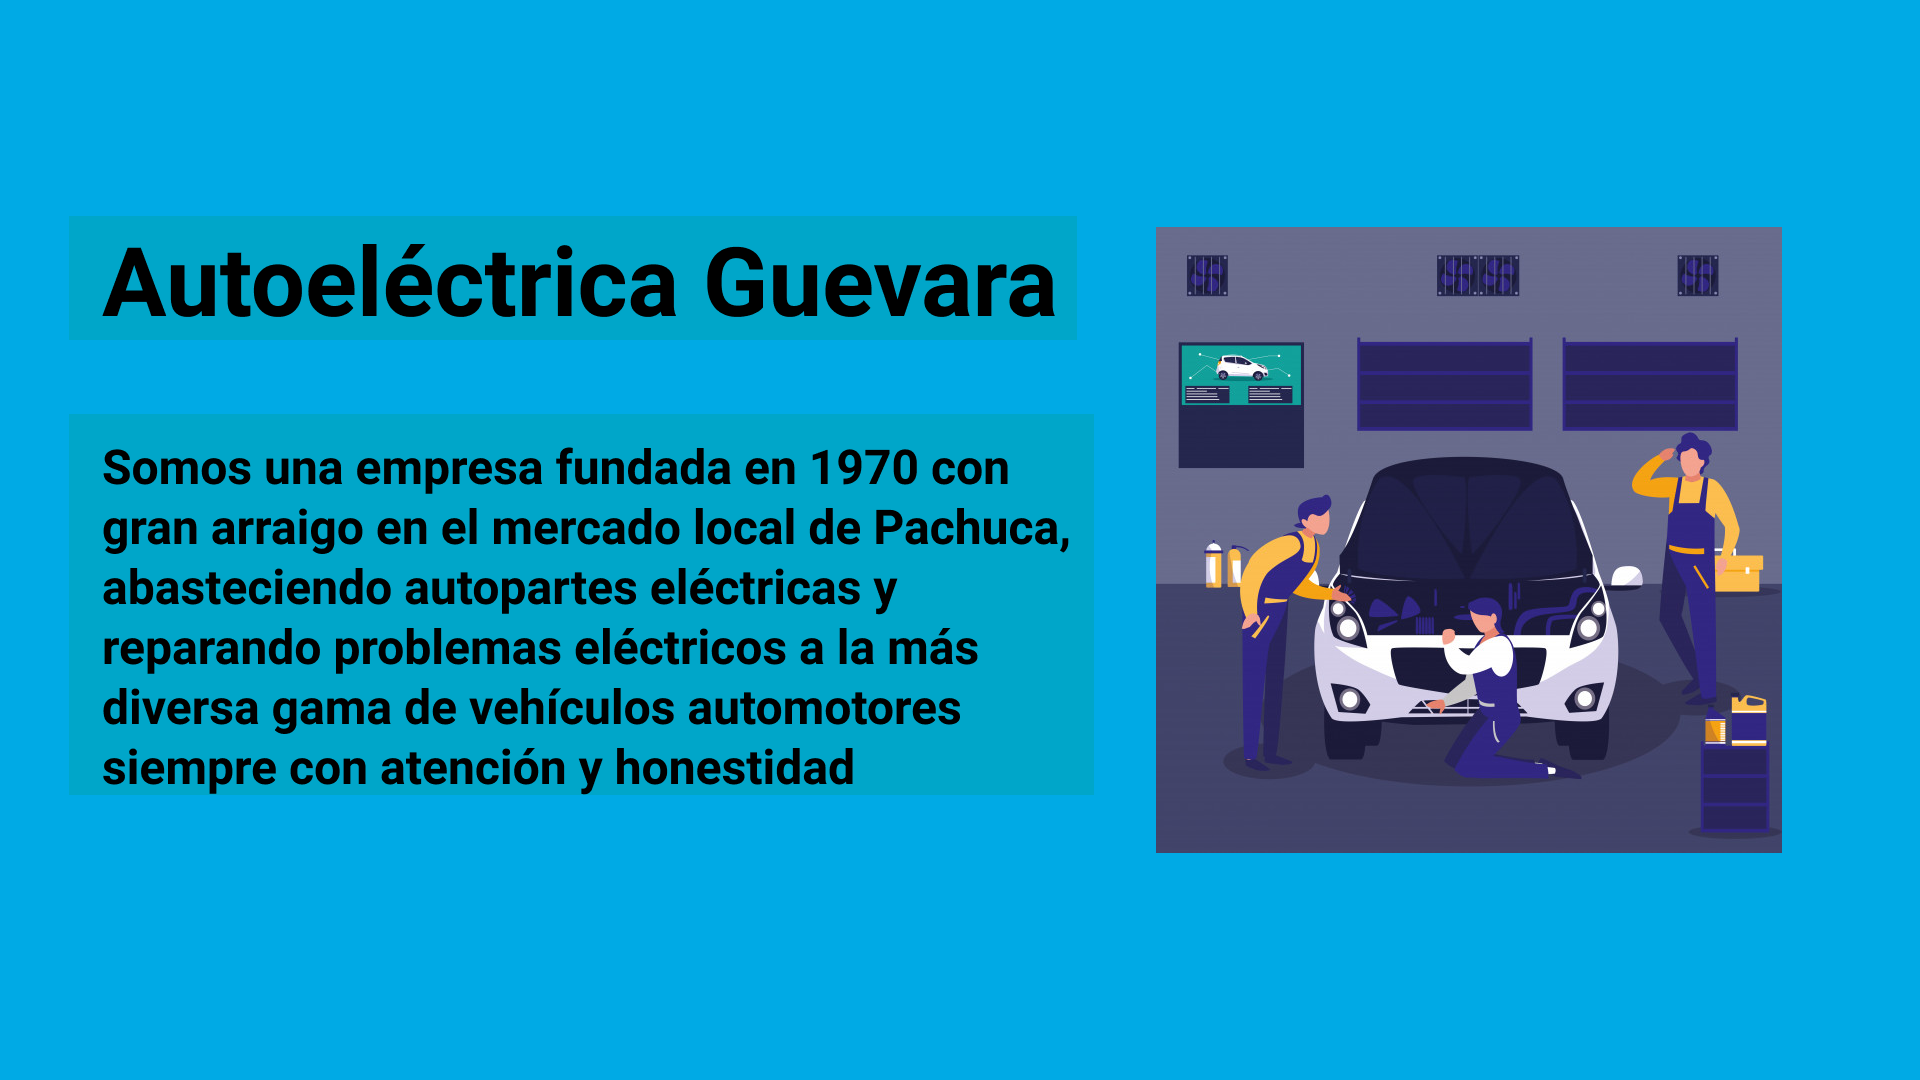 Autoeléctrica Guevara
Somos una empresa fundada en 1970 con
gran arraigo en el mercado local de Pachuca,
abasteciendo autopartes eléctricas y
reparando problemas eléctricos a la más
diversa gama de vehículos automotores
siempre con atención y honestidad